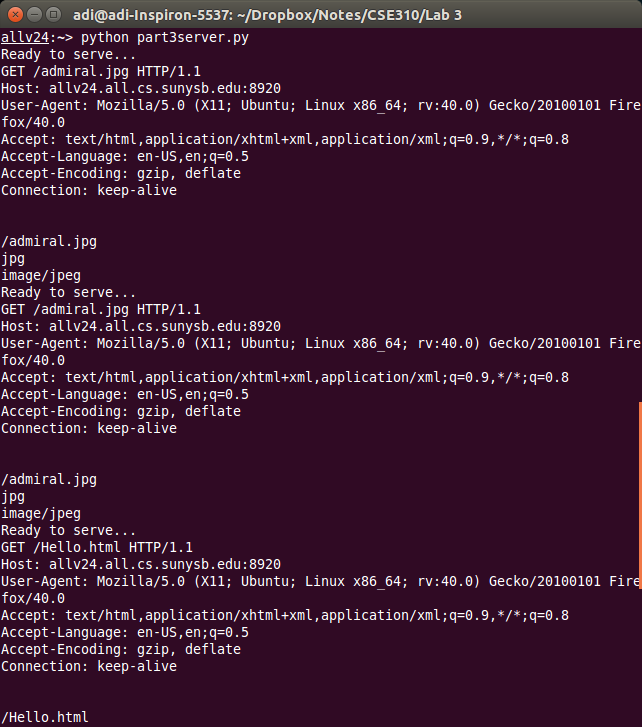 adi@adi-Inspiron-5537: ~/Dropbox/Notes/CSE310/Lab 3
allv24:~> python part3server.py
Ready to serve...
GET /admiral.jpg HTTP/1.1
Host: allv24.all.cs.sunysb.edu:8920
User-Agent: Mozilla/5.0 (X11; Ubuntu; Linux x86_64; rv:40.0) Gecko/20100101 Fire
fox/40.0
Accept: text/html,application/xhtml+xml,application/xml;q=0.9,*/*;q=0.8
Accept-Language: en-US,en;q=0.5
Accept-Encoding: gzip, deflate
Connection: keep-alive
/admiral.jpg
jpg
image/jpeg
Ready to serve...
GET /admiral.jpg HTTP/1.1
Host: allv24.all.cs.sunysb.edu:8920
User-Agent: Mozilla/5.0 (X11; Ubuntu; Linux x86_64; rv:40.0) Gecko/20100101 Fire
fox/40.0
Accept: text/html,application/xhtml+xml,application/xml;q=0.9,*/*;q=0.8
Accept-Language: en-US,en;q=0.5
Accept-Encoding: gzip, deflate
Connection: keep-alive
/admiral.jpg
jpg
image/jpeg
Ready to serve...
GET /Hello.html HTTP/1.1
Host: allv24.all.cs.sunysb.edu:8920
User-Agent: Mozilla/5.0 (X11; Ubuntu; Linux x86_64; rv:40.0) Gecko/20100101 Fire
fox/40.0
Accept: text/html,application/xhtml+xml,application/xml;q=0.9,*/*;q=0.8
Accept-Language: en-US,en;q=0.5
Accept-Encoding: gzip, deflate
Connection: keep-alive
/Hello.html